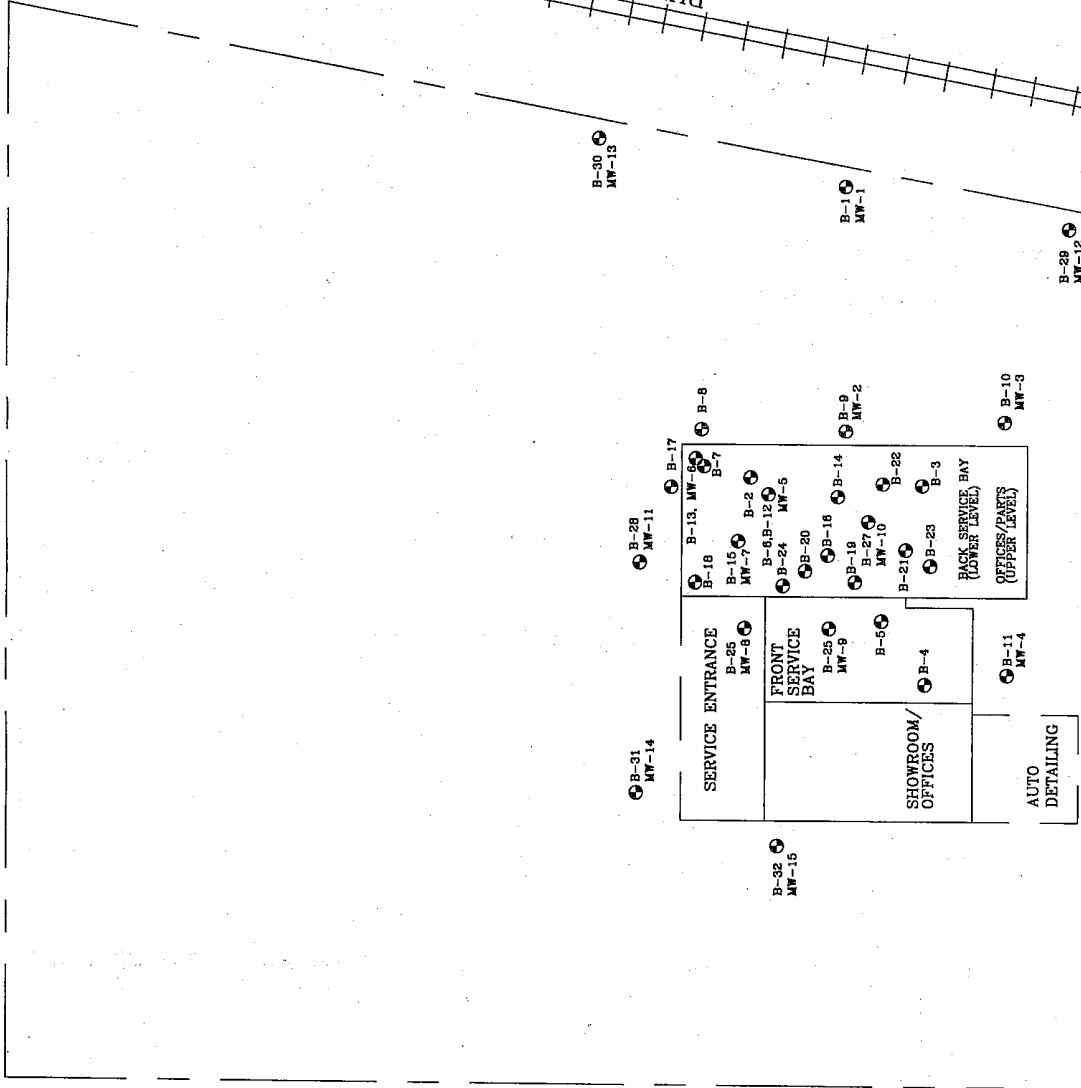 B-30
MW-13
B-1
MW-1
B-29
MW-12
B-28
MW-11
B-17
B-8
B-13, MW-6
B-7
B-18
B-15
MW-7
B-2
B-6,B-12
MW-5
B-24
B-20
B-9
MW-2
B-14
B-16
B-19
B-27
MW-10
B-22
B-21
B-3
B-23
B-10
MW-3
BACK SERVICE BAY
(LOWER LEVEL)
OFFICES/PARTS
(UPPER LEVEL)
SERVICE ENTRANCE
B-25
MW-8
FRONT
SERVICE
BAY
B-25
MW-9
B-5
B-4
B-11
MW-4
B-31
MW-14
SHOWROOM/
OFFICES
AUTO
DETAILING
B-32
MW-15